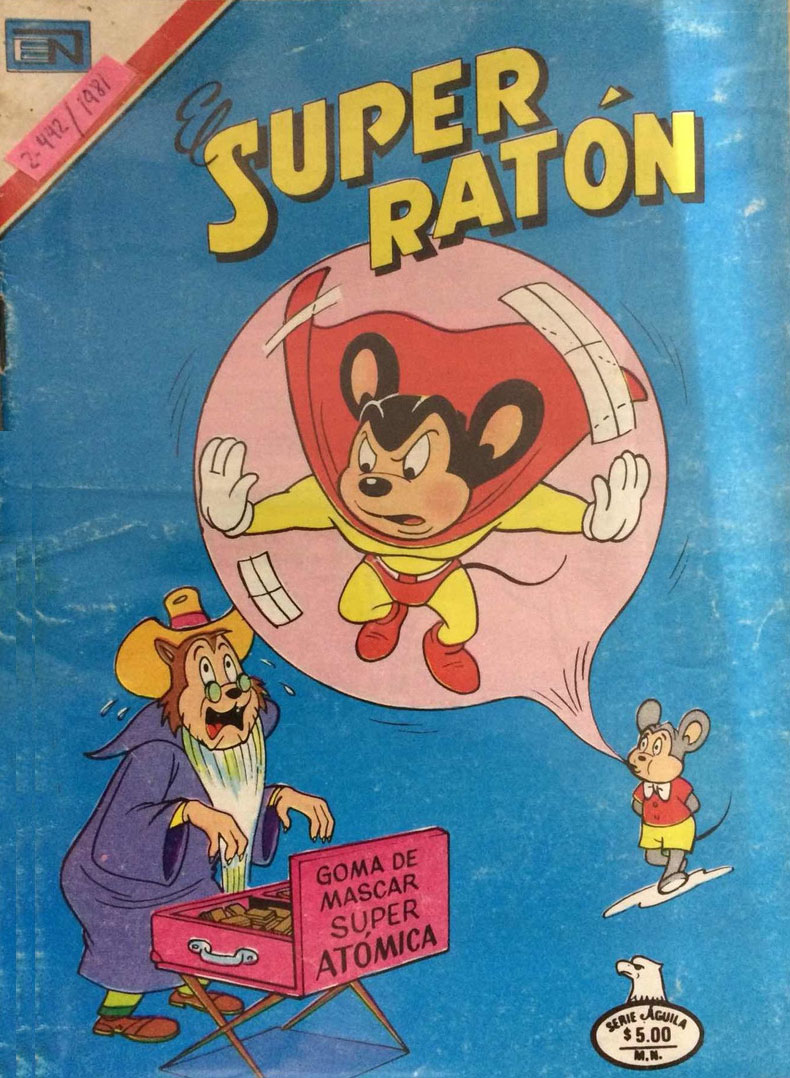 EN
2-442/1981
El
SUPER
RATÓN
GOMA DE
MASCAR
SUPER
ATÓMICA
SERIE ÁGUILA
$5.00
M.N.